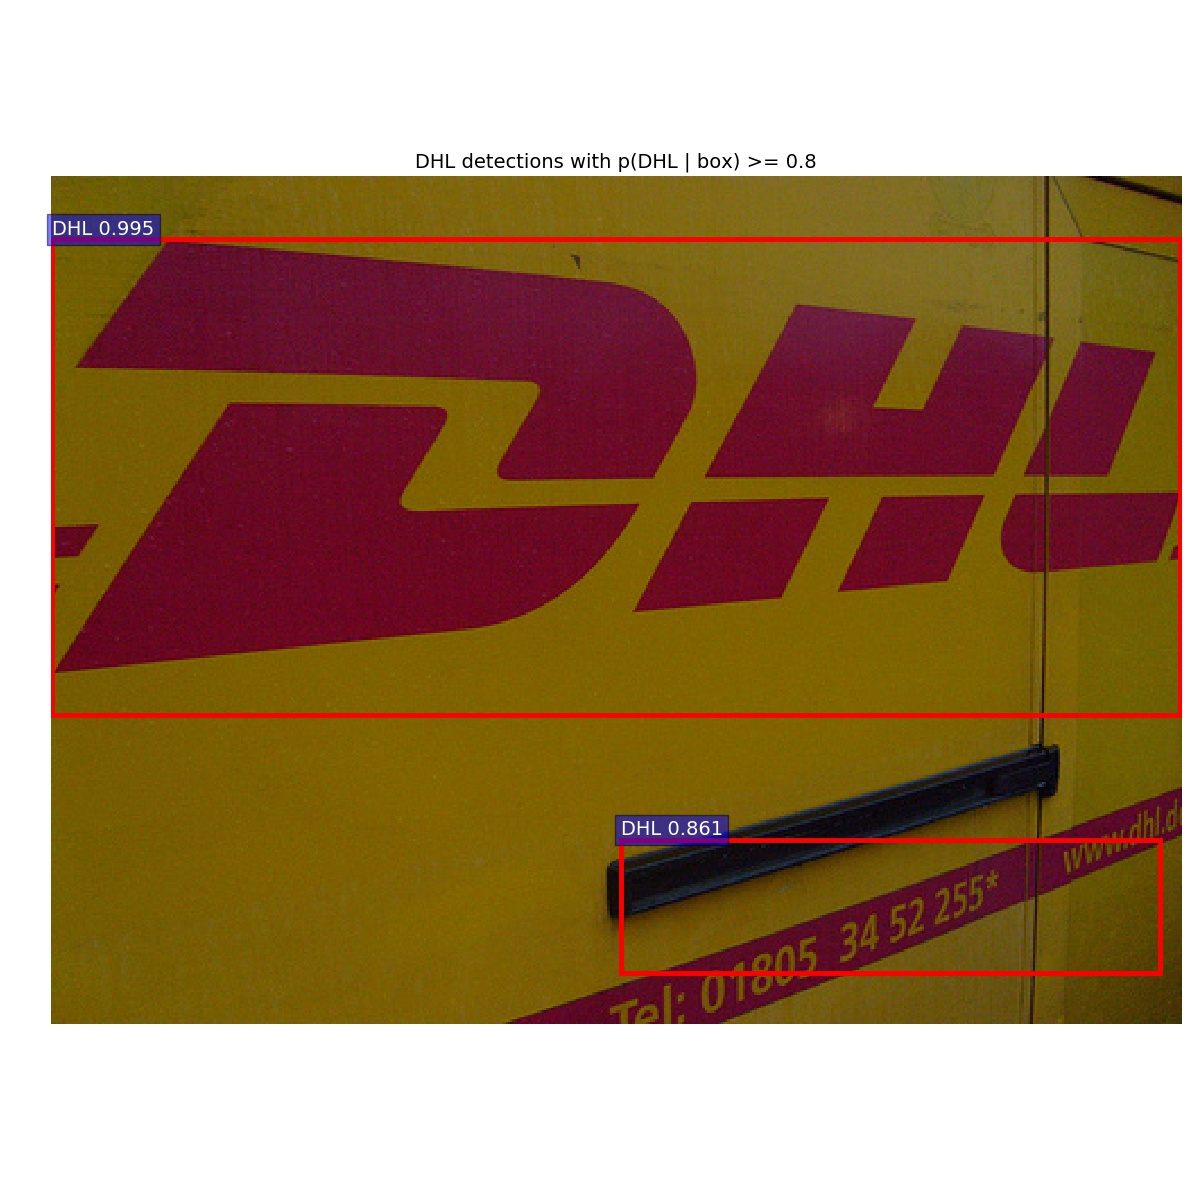 DHL detections with p(DHL | box) >= 0.8
DHL 0.995
DHL
DHL 0.861
www.dhl.de
Tel: 01805 34 52 255*